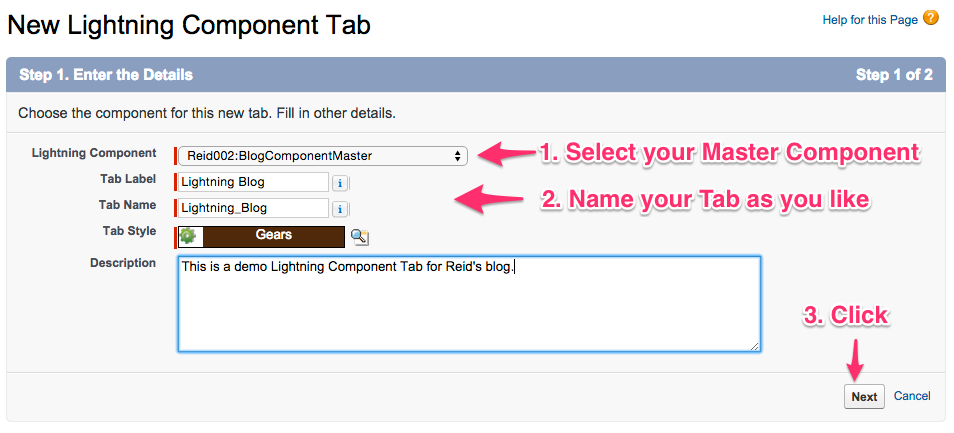 New Lightning Component Tab
Help for this Page ?
Step 1. Enter the Details Step 1 of 2
Choose the component for this new tab. Fill in other details.
Lightning Component Reid002:BlogComponentMaster 1. Select your Master Component
Tab Label Lightning Blog i
Tab Name Lightning_Blog i 2. Name your Tab as you like
Tab Style Gears
Description This is a demo Lightning Component Tab for Reid's blog.
3. Click
Next Cancel